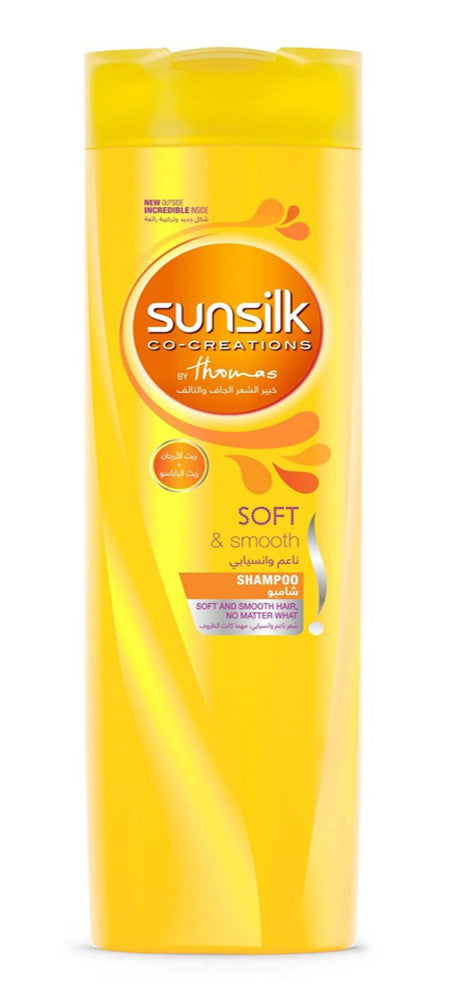 NEW OUTSIDE
INCREDIBLE INSIDE
شكل جديد وتركيبة رائعة
sunsilk
CO-CREATIONS
BY thomas
خبير الشعر الجاف والتالف
زيت الأرجان
+
زيت الباباسو
SOFT
& smooth
ناعم وانسيابي
SHAMPOO
شامبو
SOFT AND SMOOTH HAIR,
NO MATTER WHAT
شعر ناعم وانسيابي، مهما كانت الظروف